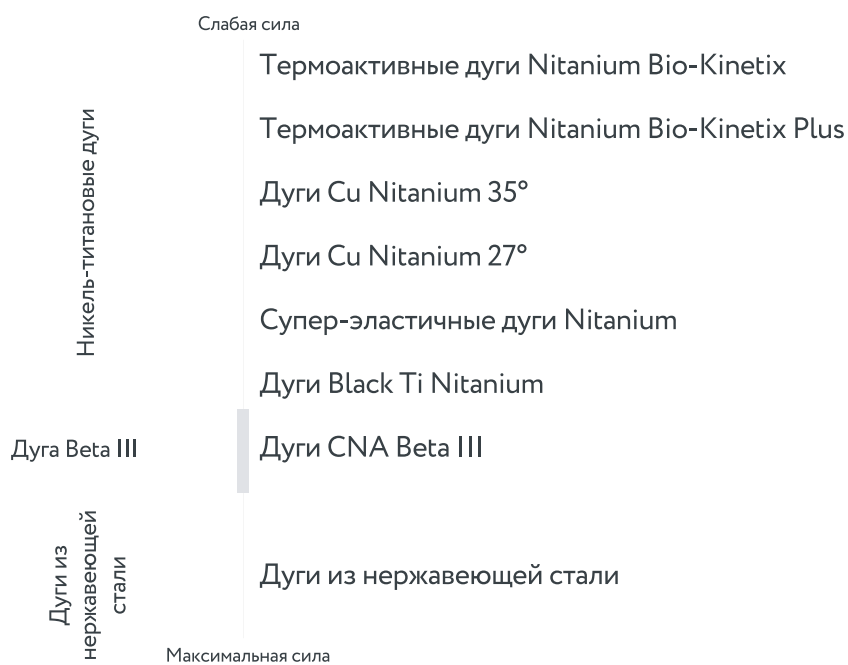 Слабая сила
Термоактивные дуги Nitanium Bio-Kinetix
Термоактивные дуги Nitanium Bio-Kinetix Plus
Никель-титановые дуги
Дуги Cu Nitanium 35°
Дуги Cu Nitanium 27°
Супер-эластичные дуги Nitanium
Дуги Black Ti Nitanium
Дуга Beta III
Дуги CNA Beta III
Дуги из
нержавеющей
стали
Дуги из нержавеющей стали
Максимальная сила